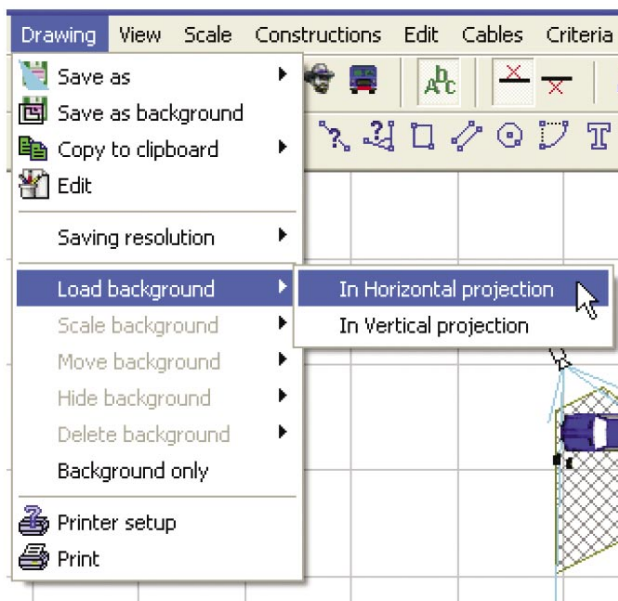 Drawing View Scale Constructions Edit Cables Criteria
Save as
Save as background
Copy to clipboard
Edit
Saving resolution
Load background
In Horizontal projection
Scale background
In Vertical projection
Move background
Hide background
Delete background
Background only
Printer setup
Print
Abc
T